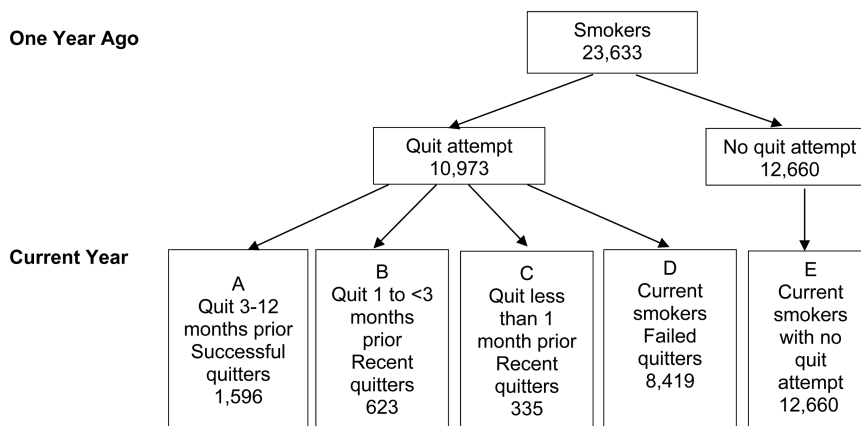 One Year Ago
Smokers
23,633
Quit attempt
10,973
No quit attempt
12,660
Current Year
A
Quit 3-12
months prior
Successful
quitters
1,596
B
Quit 1 to <3
months
prior
Recent
quitters
623
C
Quit less
than 1
month prior
Recent
quitters
335
D
Current
smokers
Failed
quitters
8,419
E
Current
smokers
with no
quit
attempt
12,660